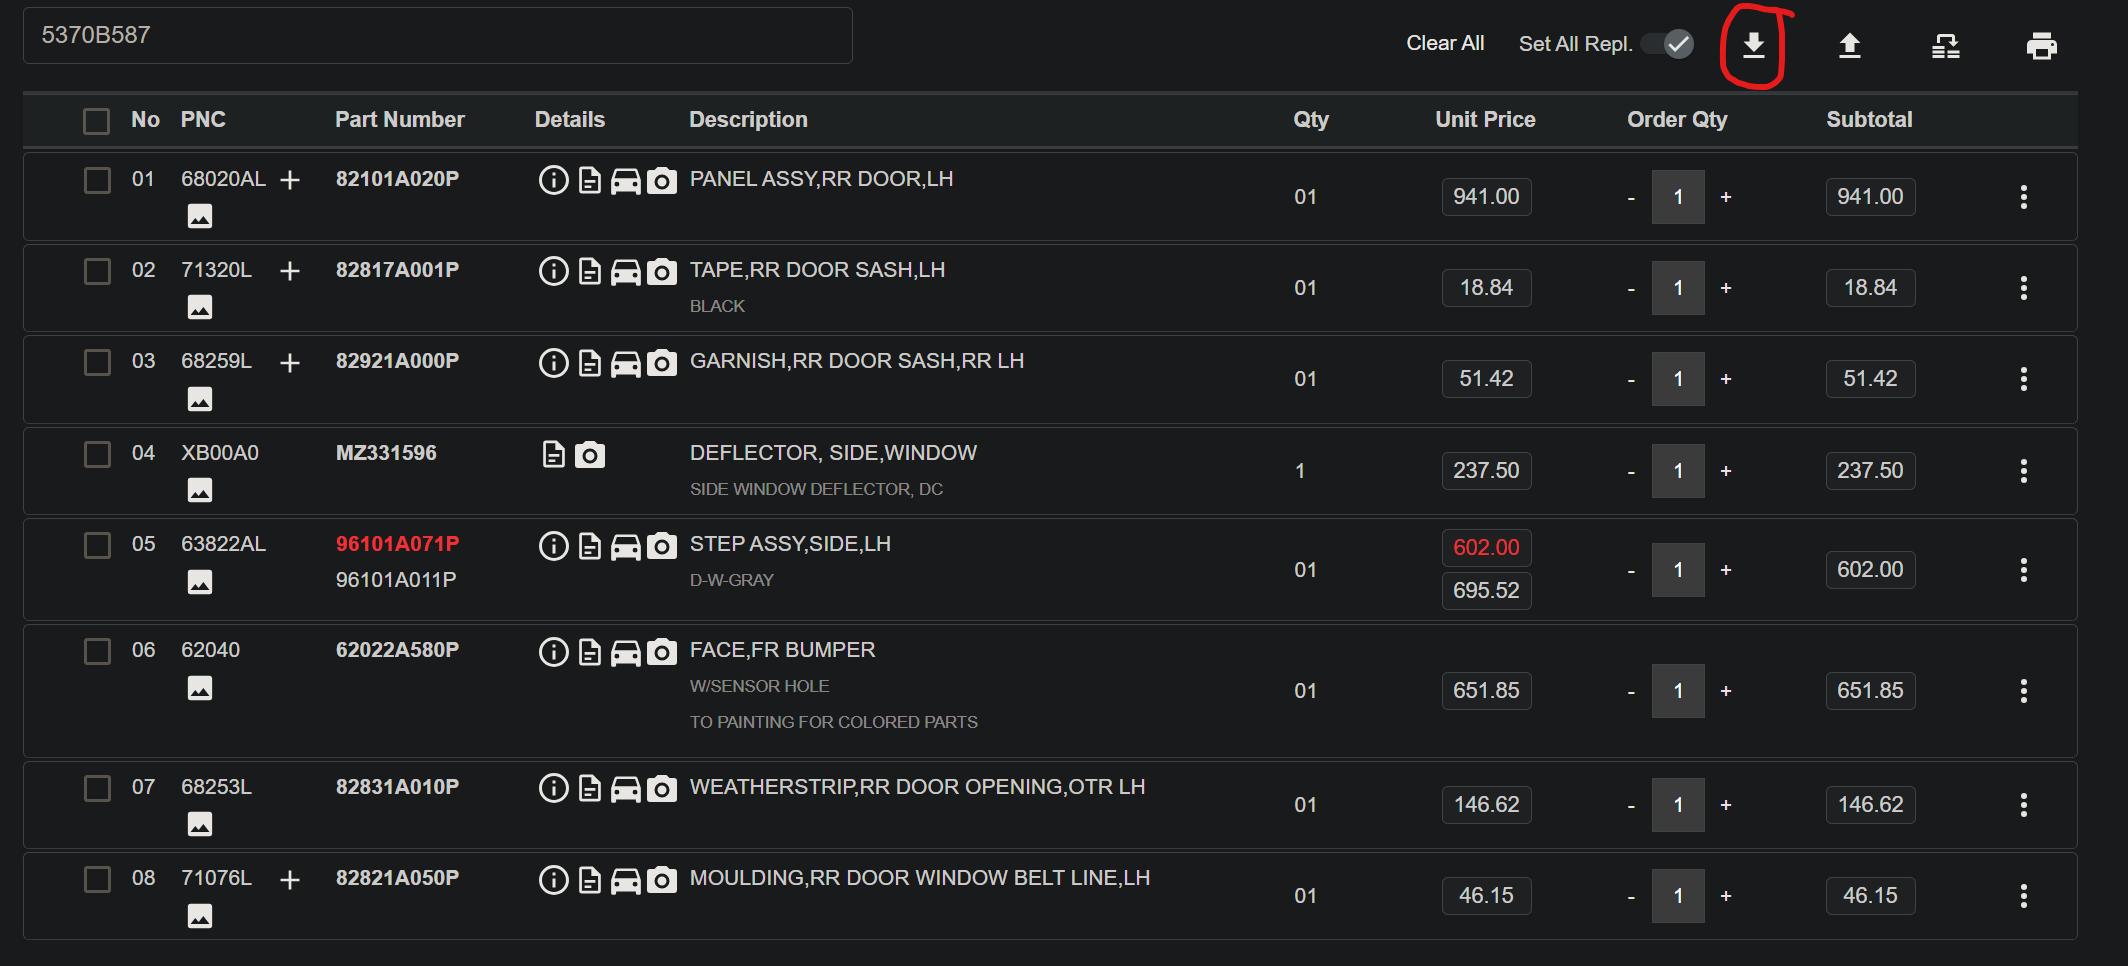 5370B587
Clear All Set All Repl.
No PNC Part Number Details Description Qty Unit Price Order Qty Subtotal
01 68020AL + 82101A020P PANEL ASSY,RR DOOR,LH 01 941.00 - 1 + 941.00
02 71320L + 82817A001P TAPE,RR DOOR SASH,LH 01 18.84 - 1 + 18.84
BLACK
03 68259L + 82921A000P GARNISH,RR DOOR SASH,RR LH 01 51.42 - 1 + 51.42
04 XB00A0 MZ331596 DEFLECTOR, SIDE,WINDOW 1 237.50 - 1 + 237.50
SIDE WINDOW DEFLECTOR, DC
05 63822AL 96101A071P STEP ASSY,SIDE,LH 01 602.00 - 1 + 602.00
96101A011P D-W-GRAY 695.52
06 62040 62022A580P FACE,FR BUMPER 01 651.85 - 1 + 651.85
W/SENSOR HOLE
TO PAINTING FOR COLORED PARTS
07 68253L 82831A010P WEATHERSTRIP,RR DOOR OPENING,OTR LH 01 146.62 - 1 + 146.62
08 71076L + 82821A050P MOULDING,RR DOOR WINDOW BELT LINE,LH 01 46.15 - 1 + 46.15